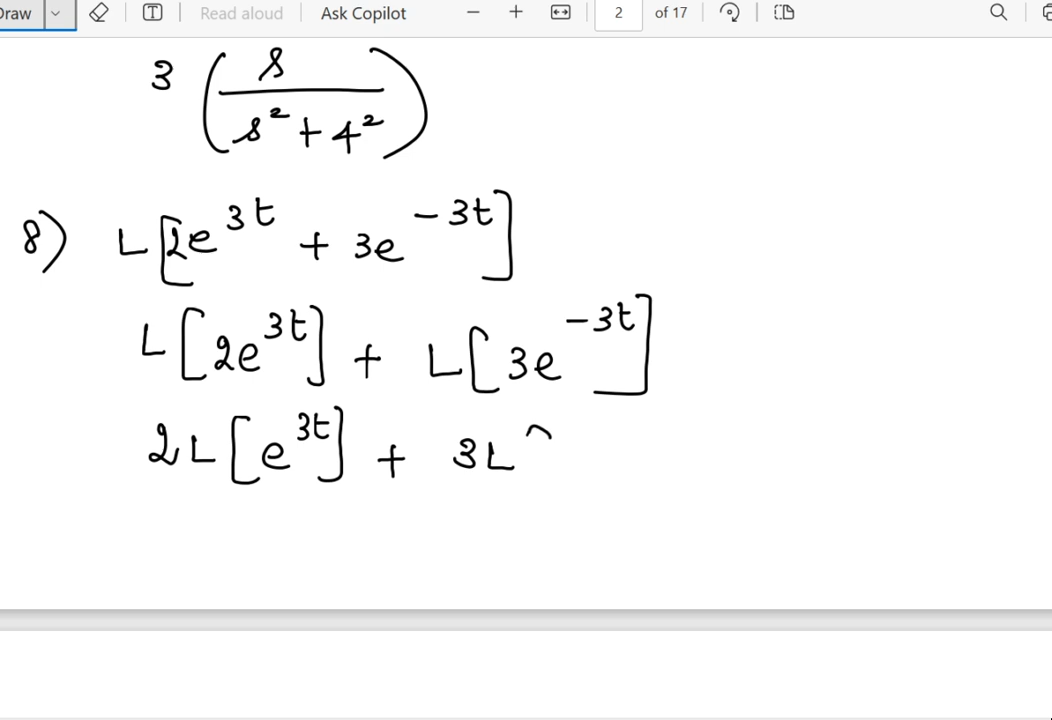 Draw Read aloud Ask Copilot 2 of 17
3 ( s / (s² + 4²) )
8) L[2e^{3t} + 3e^{-3t}]
L[2e^{3t}] + L[3e^{-3t}]
2L[e^{3t}] + 3L